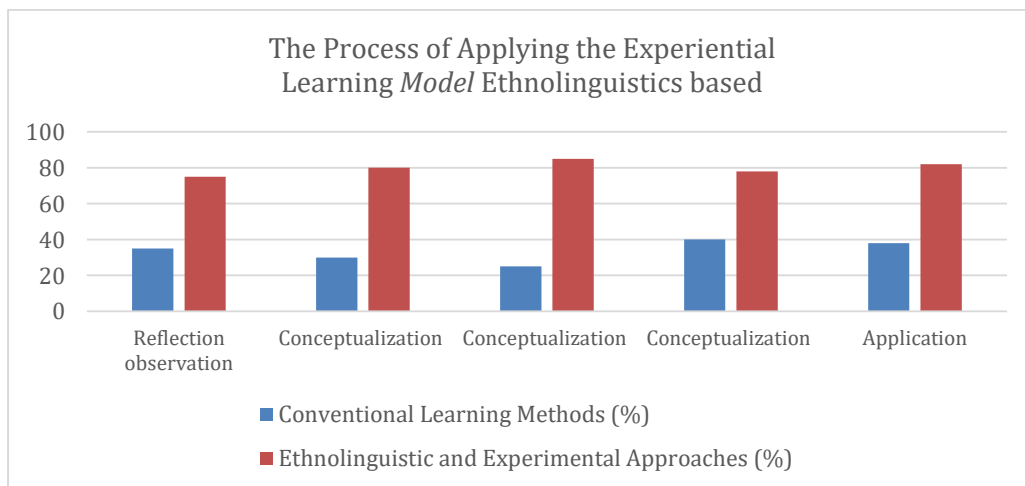 The Process of Applying the Experiential
Learning Model Ethnolinguistics based
100
80
60
40
20
0
Reflection
observation
Conceptualization
Conceptualization
Conceptualization
Application
Conventional Learning Methods (%)
Ethnolinguistic and Experimental Approaches (%)